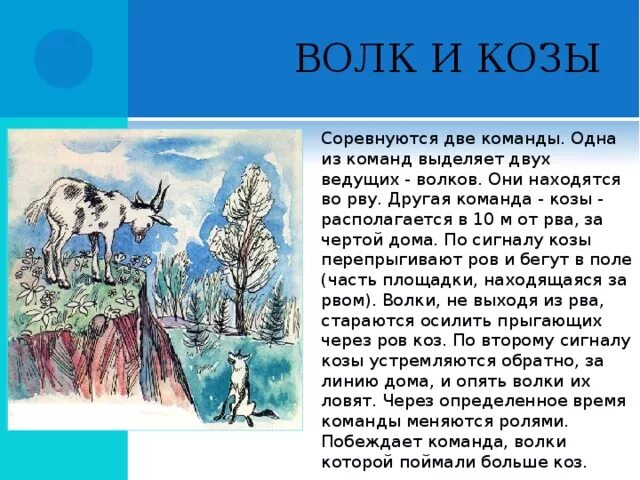 ВОЛК И КОЗЫ
Соревнуются две команды. Одна
из команд выделяет двух
ведущих - волков. Они находятся
во рву. Другая команда - козы -
располагается в 10 м от рва, за
чертой дома. По сигналу козы
перепрыгивают ров и бегут в поле
(часть площадки, находящаяся за
рвом). Волки, не выходя из рва,
стараются осилить прыгающих
через ров коз. По второму сигналу
козы устремляются обратно, за
линию дома, и опять волки их
ловят. Через определенное время
команды меняются ролями.
Побеждает команда, волки
которой поймали больше коз.